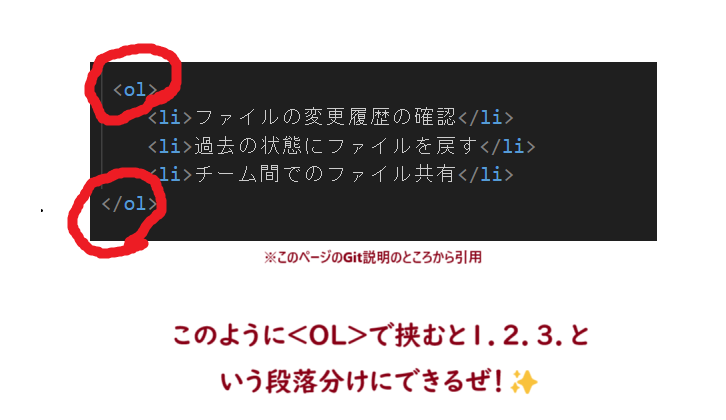 <ol>
<li>ファイルの変更履歴の確認</li>
<li>過去の状態にファイルを戻す</li>
<li>チーム間でのファイル共有</li>
</ol>
※このページのGit説明のところから引用
このように<OL>で挟むと1.2.3.と
いう段落分けにできるぜ!✨